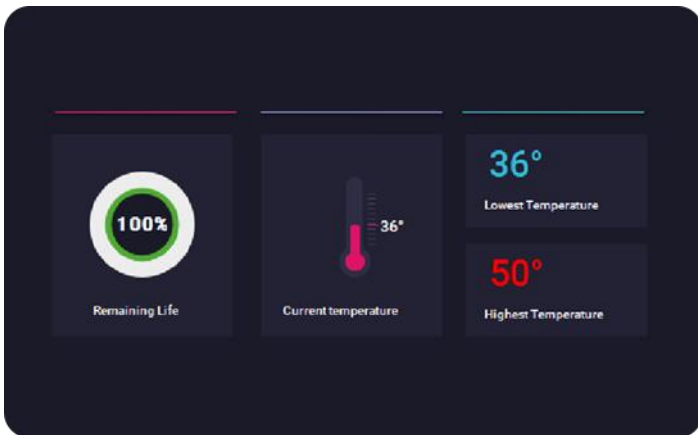 100%
Remaining Life
36°
Current temperature
36°
Lowest Temperature
50°
Highest Temperature